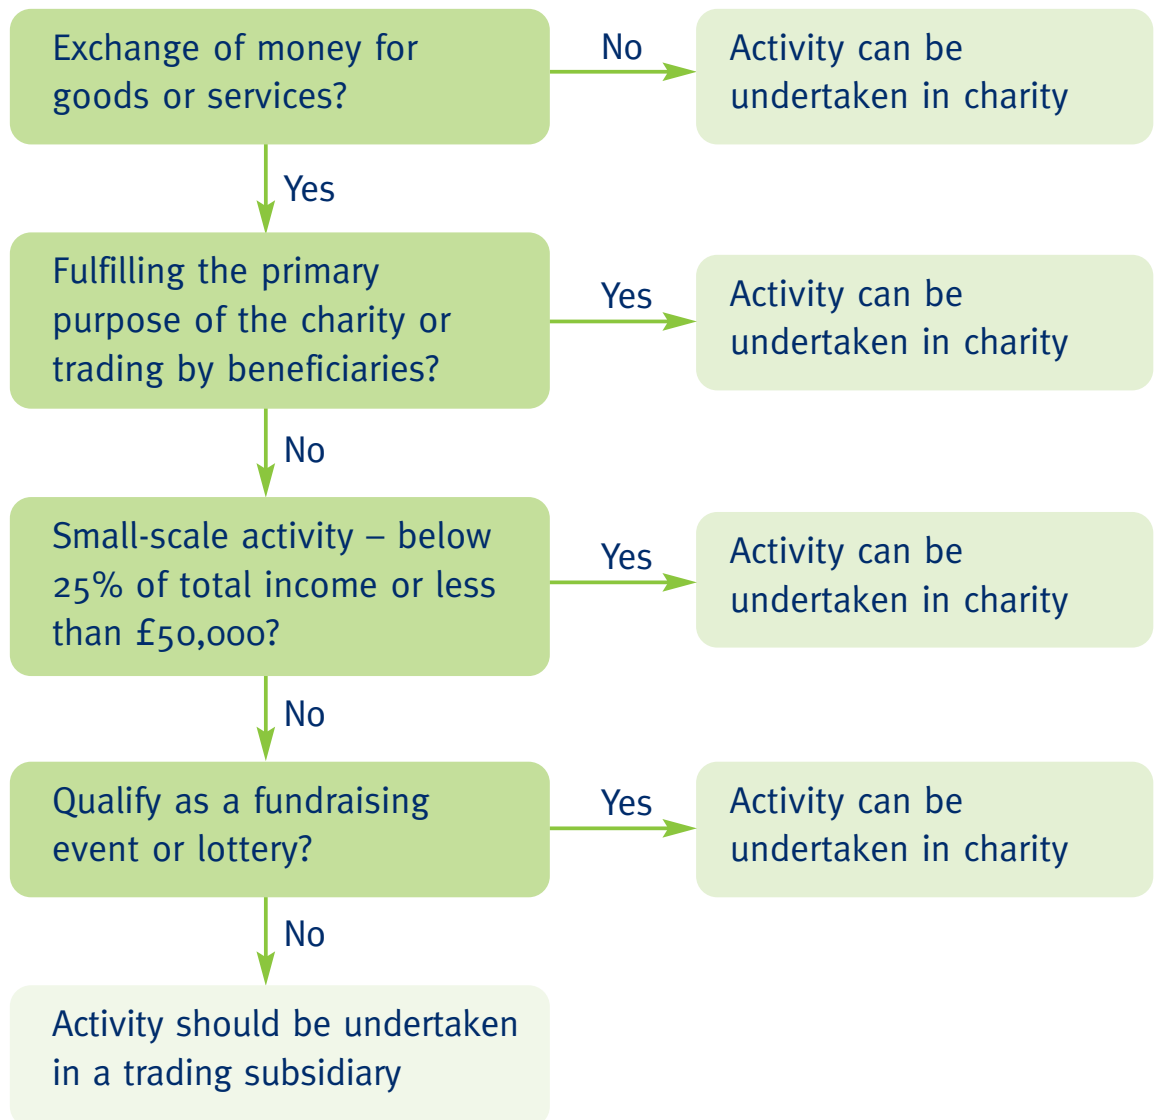 Exchange of money for
goods or services?
No
Activity can be
undertaken in charity
Yes
Fulfilling the primary
purpose of the charity or
trading by beneficiaries?
Yes
Activity can be
undertaken in charity
No
Small-scale activity – below
25% of total income or less
than £50,000?
Yes
Activity can be
undertaken in charity
No
Qualify as a fundraising
event or lottery?
Yes
Activity can be
undertaken in charity
No
Activity should be undertaken
in a trading subsidiary